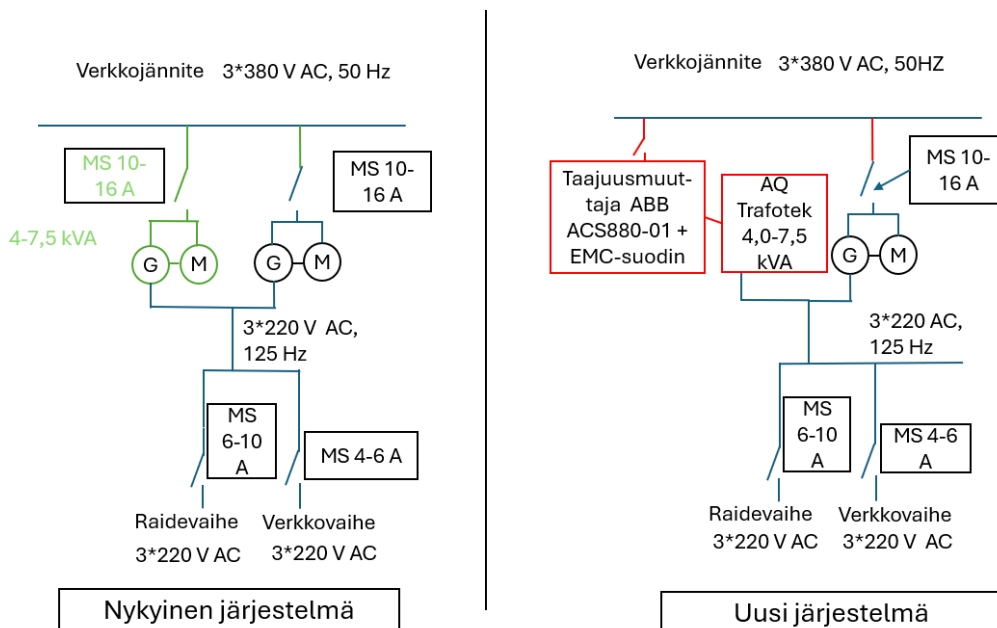 Verkkojännite 3*380 V AC, 50 Hz
MS 10-
16 A
MS 10-
16 A
4-7,5 kVA
G
M
G
M
3*220 V AC,
125 Hz
MS
6-10
A
MS 4-6 A
Raidevaihe
3*220 V AC
Verkkovaihe
3*220 V AC
Nykyinen järjestelmä
Verkkojännite 3*380 V AC, 50HZ
Taajuusmuut-
taja ABB
ACS880-01 +
EMC-suodin
AQ
Trafotek
4,0-7,5
kVA
MS 10-
16 A
G
M
3*220 AC,
125 Hz
MS
6-10
A
MS 4-6
A
Raidevaihe
3*220 V AC
Verkkovaihe
3*220 V AC
Uusi järjestelmä